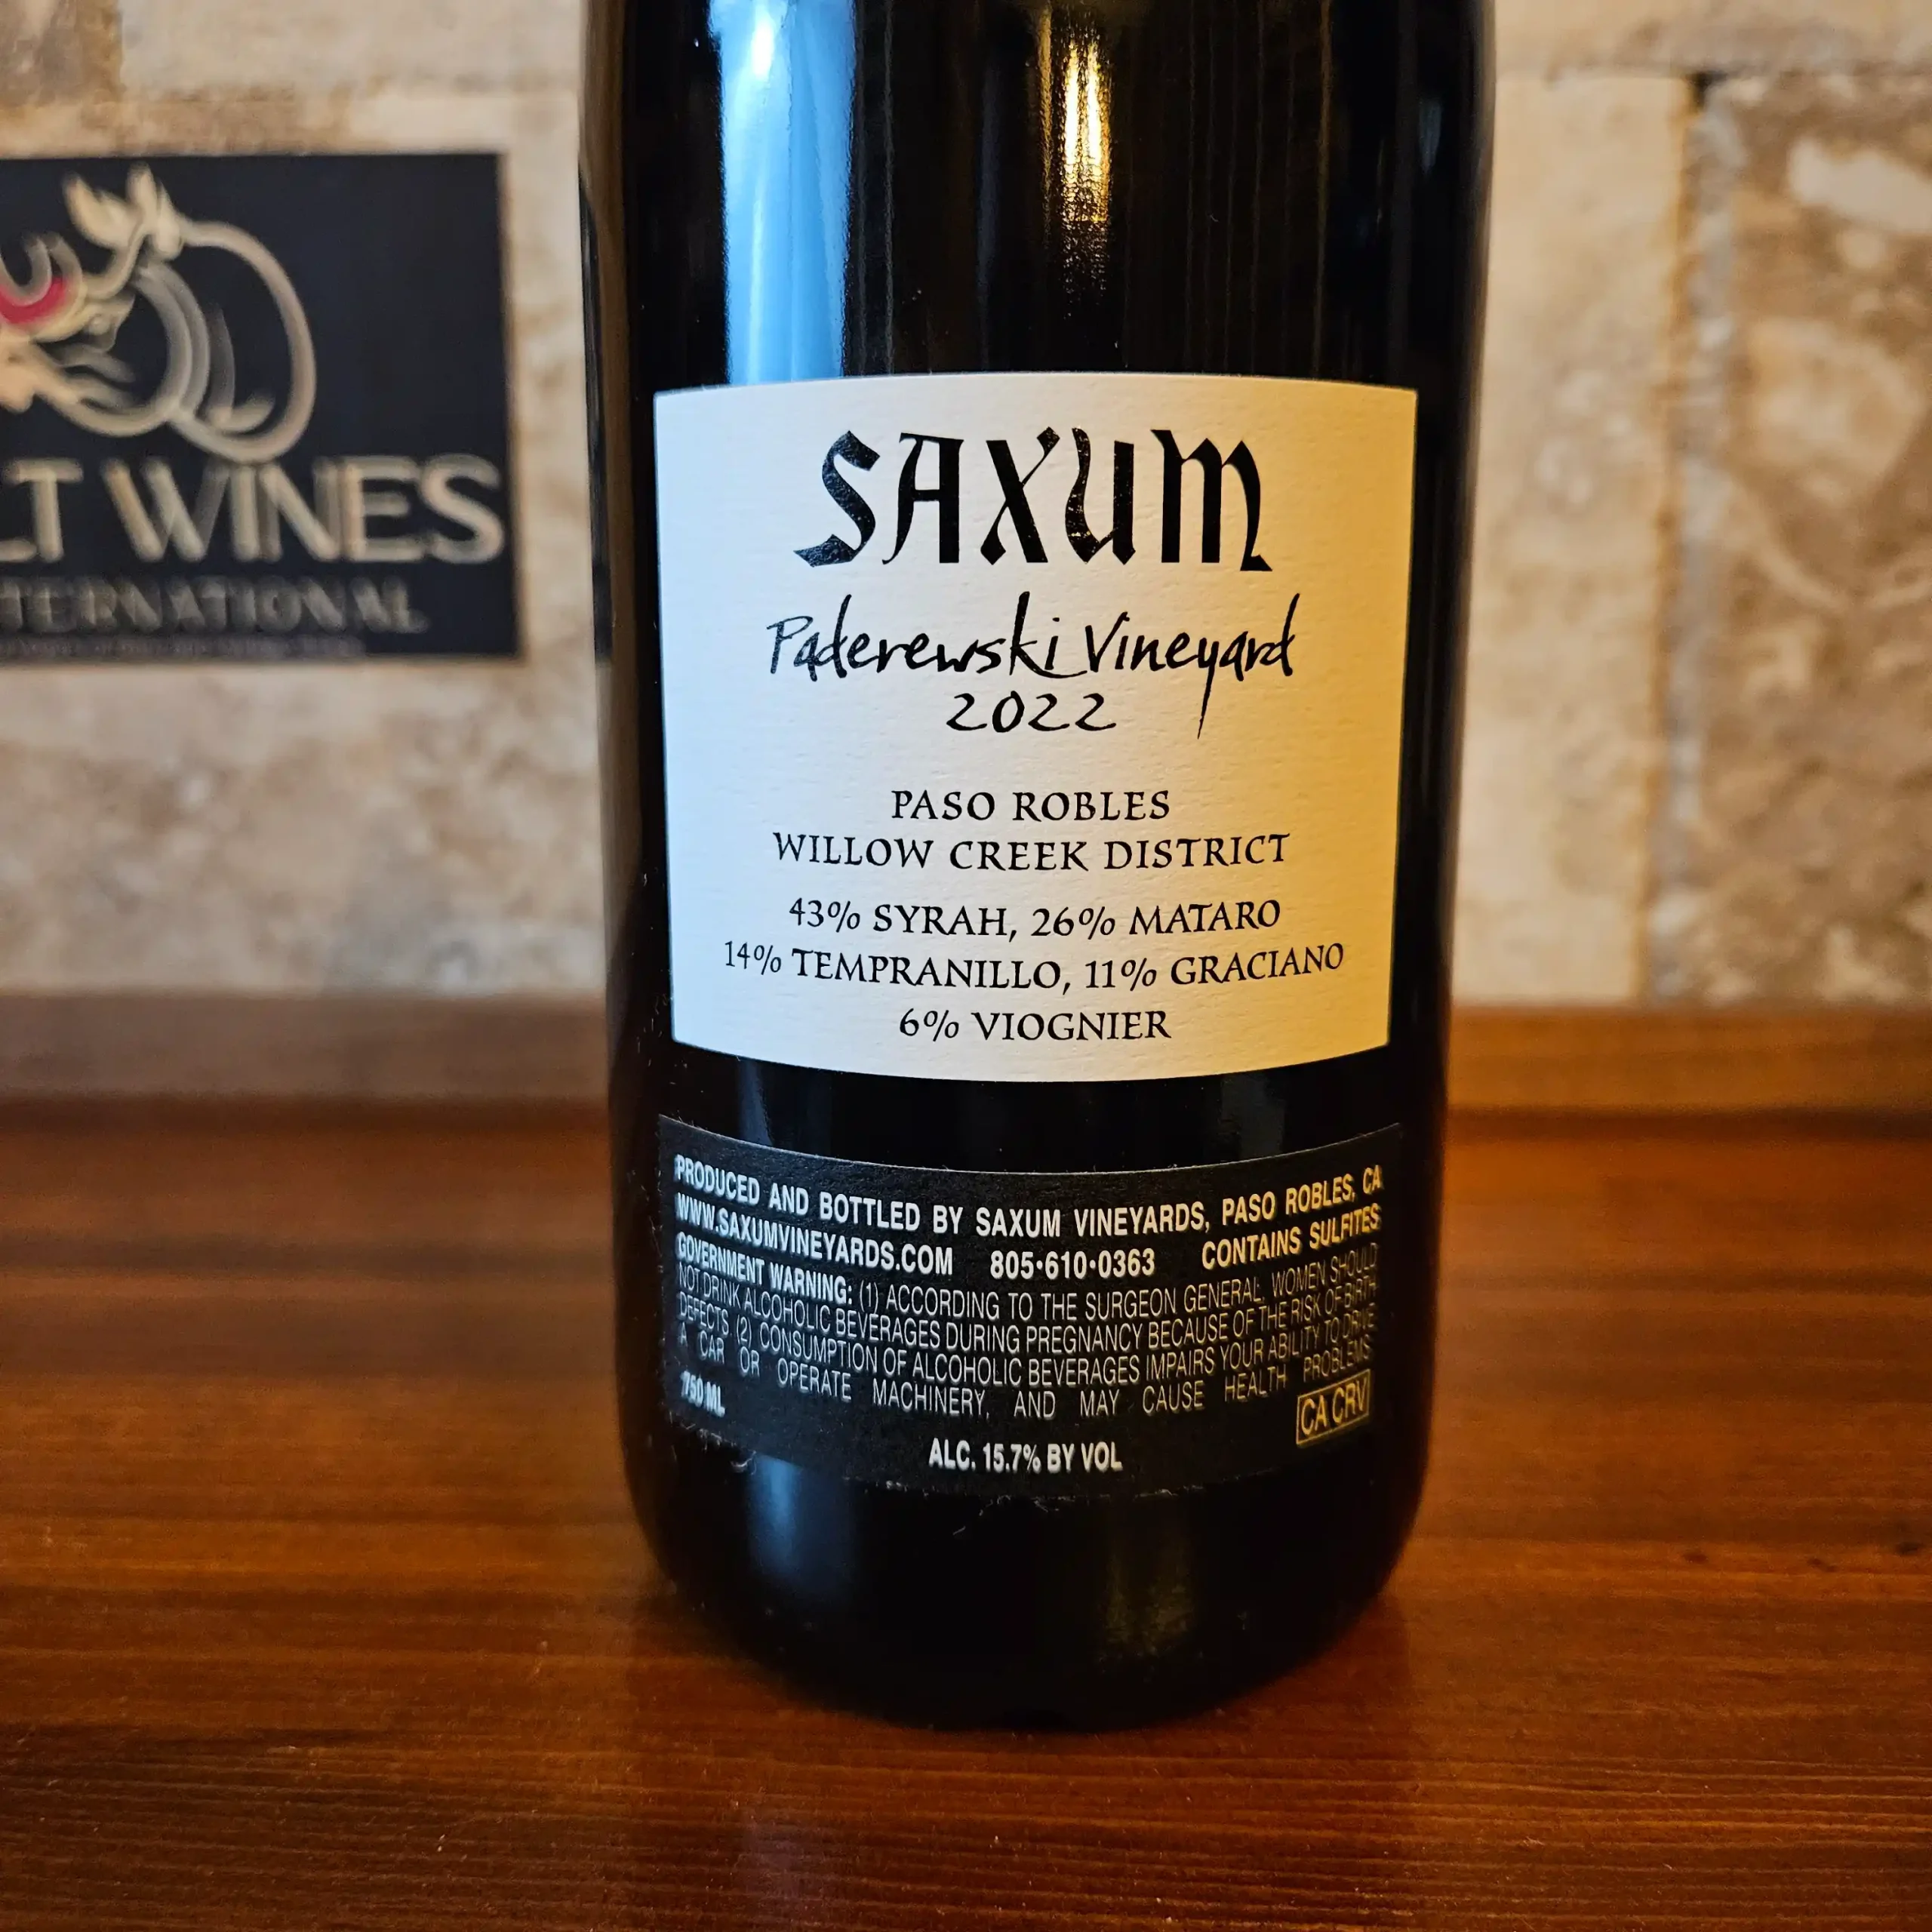 SAXUM
Paderewski Vineyard
2022
PASO ROBLES
WILLOW CREEK DISTRICT
43% SYRAH, 26% MATARO
14% TEMPRANILLO, 11% GRACIANO
6% VIOGNIER
PRODUCED AND BOTTLED BY SAXUM VINEYARDS, PASO ROBLES, CA
WWW.SAXUMVINEYARDS.COM 805•610•0363 CONTAINS SULFITES
GOVERNMENT WARNING: (1) ACCORDING TO THE SURGEON GENERAL, WOMEN SHOULD
NOT DRINK ALCOHOLIC BEVERAGES DURING PREGNANCY BECAUSE OF THE RISK OF BIRTH
DEFECTS (2) CONSUMPTION OF ALCOHOLIC BEVERAGES IMPAIRS YOUR ABILITY TO DRIVE
A CAR OR OPERATE MACHINERY, AND MAY CAUSE HEALTH PROBLEMS
750 ML
CA CRV
ALC. 15.7% BY VOL
LT WINES
TERNATIONAL